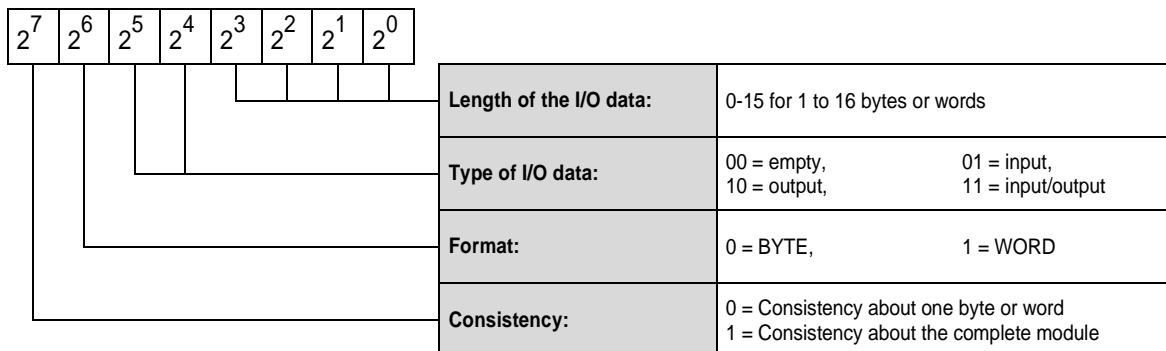 2^7 2^6 2^5 2^4 2^3 2^2 2^1 2^0
Length of the I/O data: 0-15 for 1 to 16 bytes or words
Type of I/O data: 00 = empty, 01 = input,
10 = output, 11 = input/output
Format: 0 = BYTE, 1 = WORD
Consistency: 0 = Consistency about one byte or word
1 = Consistency about the complete module